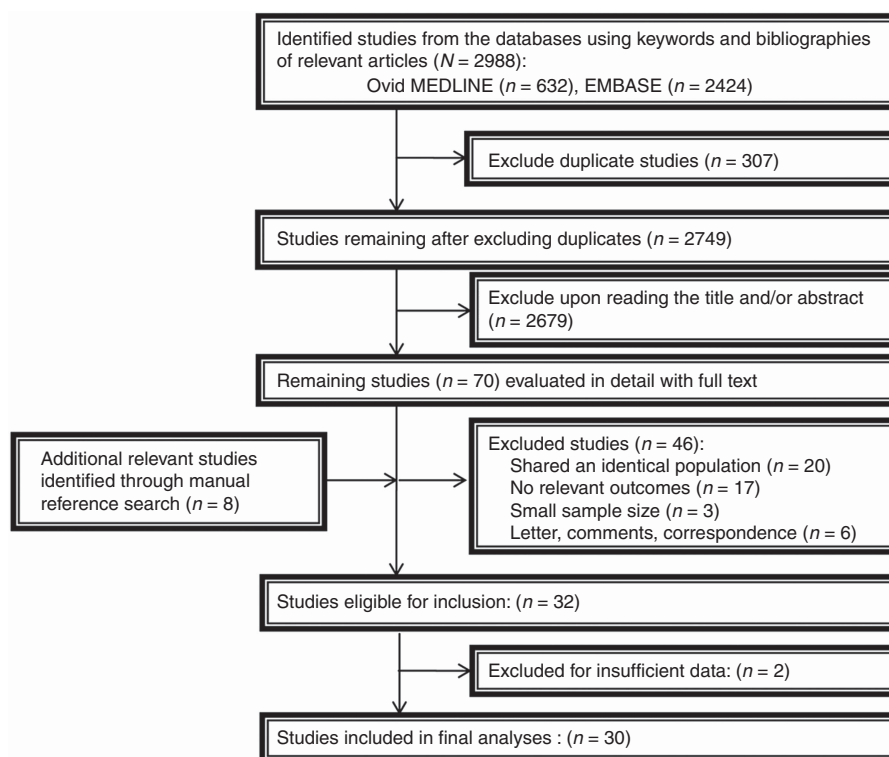 Identified studies from the databases using keywords and bibliographies
of relevant articles (N = 2988):
Ovid MEDLINE (n = 632), EMBASE (n = 2424)
Exclude duplicate studies (n = 307)
Studies remaining after excluding duplicates (n = 2749)
Exclude upon reading the title and/or abstract
(n = 2679)
Remaining studies (n = 70) evaluated in detail with full text
Additional relevant studies
identified through manual
reference search (n = 8)
Excluded studies (n = 46):
Shared an identical population (n = 20)
No relevant outcomes (n = 17)
Small sample size (n = 3)
Letter, comments, correspondence (n = 6)
Studies eligible for inclusion: (n = 32)
Excluded for insufficient data: (n = 2)
Studies included in final analyses : (n = 30)